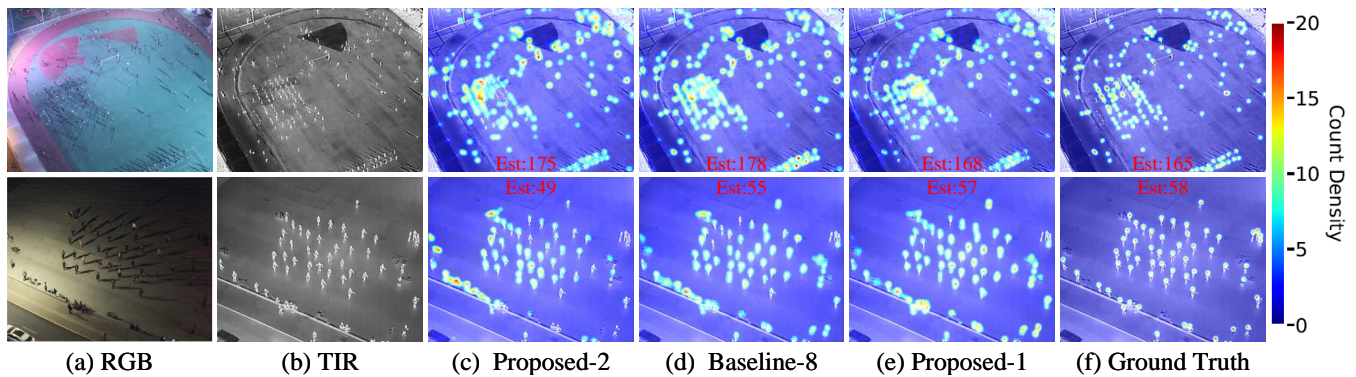 20
15
10
5
0
Count Density
Est:175
Est:178
Est:168
Est:165
Est:49
Est:55
Est:57
Est:58
(a) RGB
(b) TIR
(c) Proposed-2
(d) Baseline-8
(e) Proposed-1
(f) Ground Truth